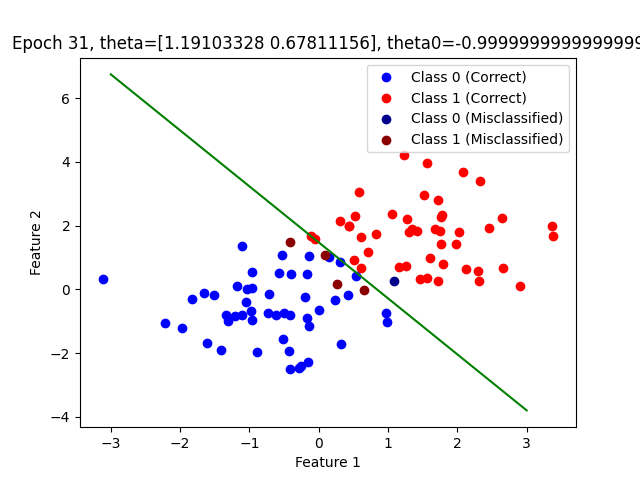 Epoch 31, theta=[1.19103328 0.67811156], theta0=-0.9999999999999999
Class 0 (Correct)
Class 1 (Correct)
Class 0 (Misclassified)
Class 1 (Misclassified)
Feature 2
6
4
2
0
−2
−4
−3 −2 −1 0 1 2 3
Feature 1